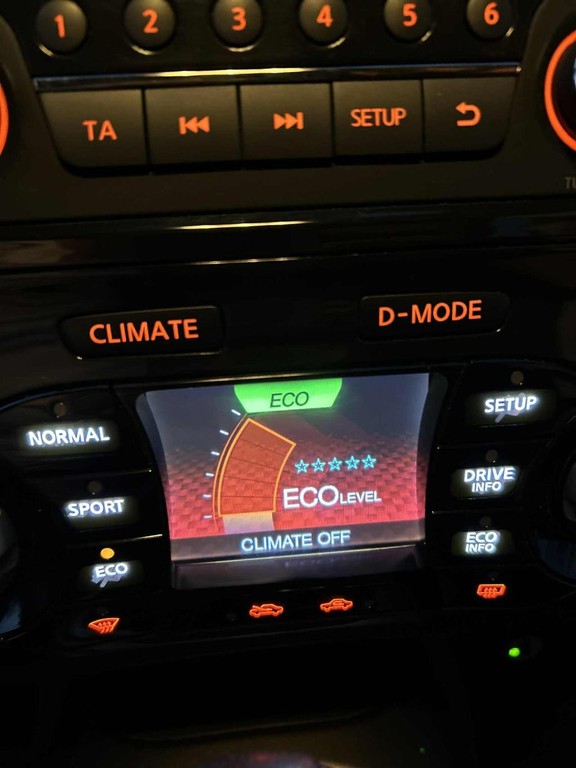 1 2 3 4 5 6
TA SETUP
CLIMATE D-MODE
NORMAL
SPORT
ECO
ECO
ECO LEVEL
CLIMATE OFF
SETUP
DRIVE
INFO
ECO
INFO